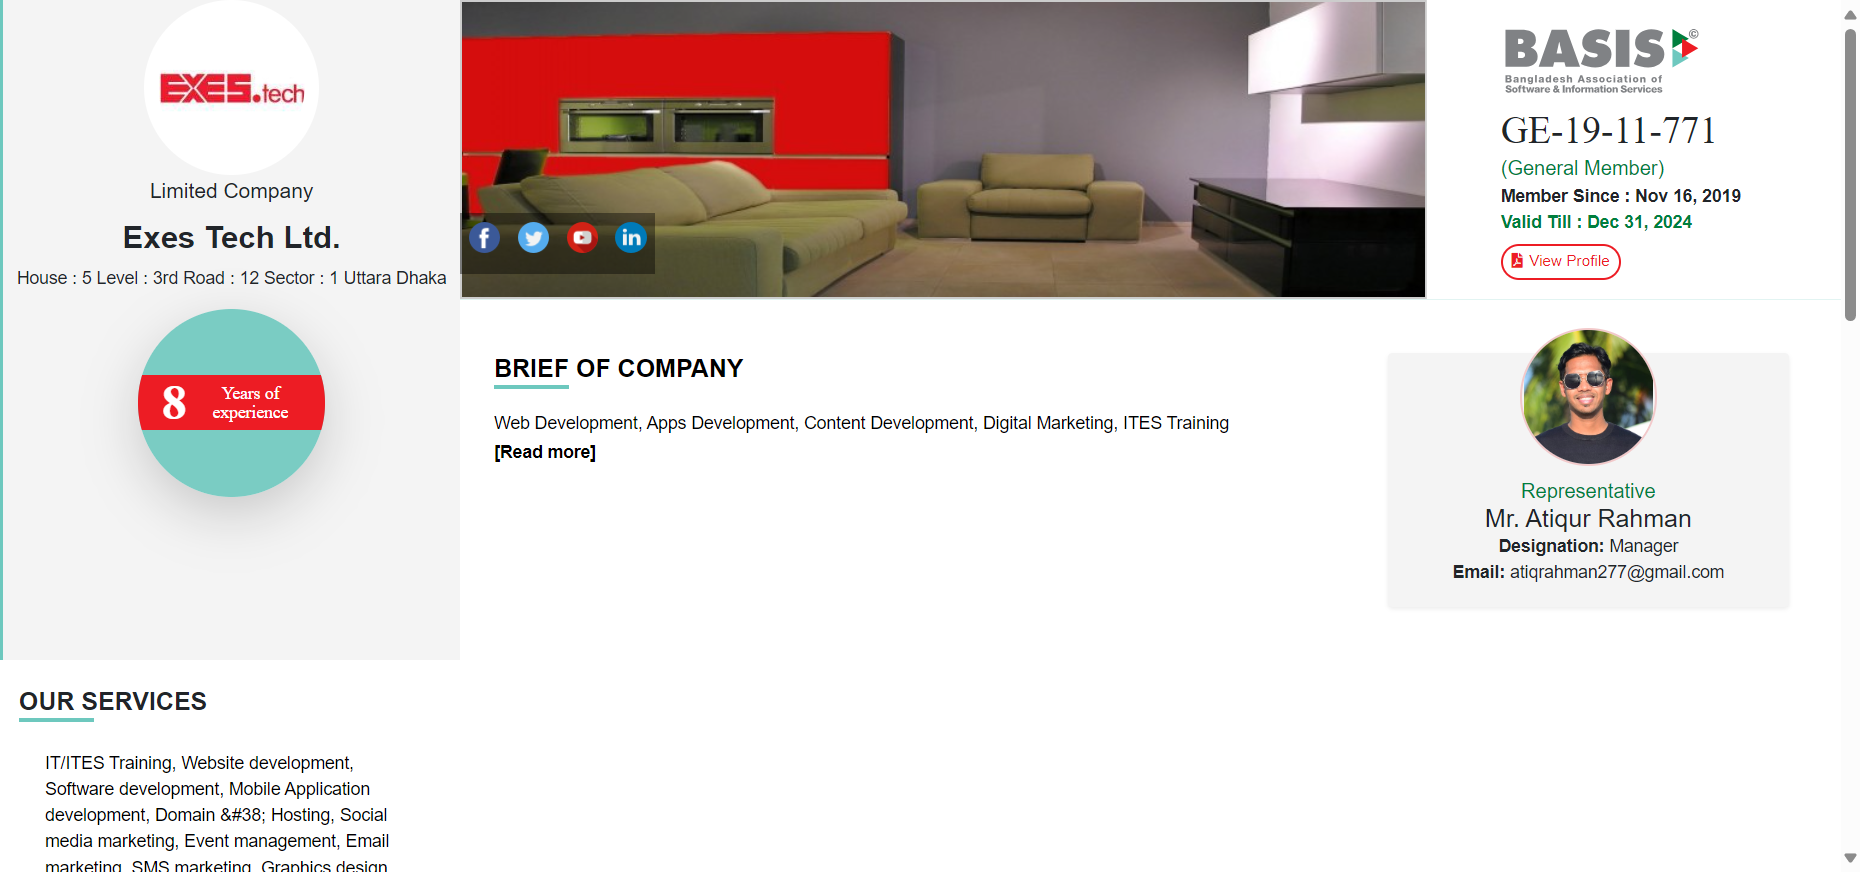 EXES.tech
Limited Company
Exes Tech Ltd.
House : 5 Level : 3rd Road : 12 Sector : 1 Uttara Dhaka
8
Years of
experience
f
in
BASIS©
Bangladesh Association of
Software & Information Services
GE-19-11-771
(General Member)
Member Since : Nov 16, 2019
Valid Till : Dec 31, 2024
View Profile
BRIEF OF COMPANY
Web Development, Apps Development, Content Development, Digital Marketing, ITES Training
[Read more]
Representative
Mr. Atiqur Rahman
Designation: Manager
Email: atiqrahman277@gmail.com
OUR SERVICES
IT/ITES Training, Website development,
Software development, Mobile Application
development, Domain &#38; Hosting, Social
media marketing, Event management, Email
marketing, SMS marketing, Graphics design